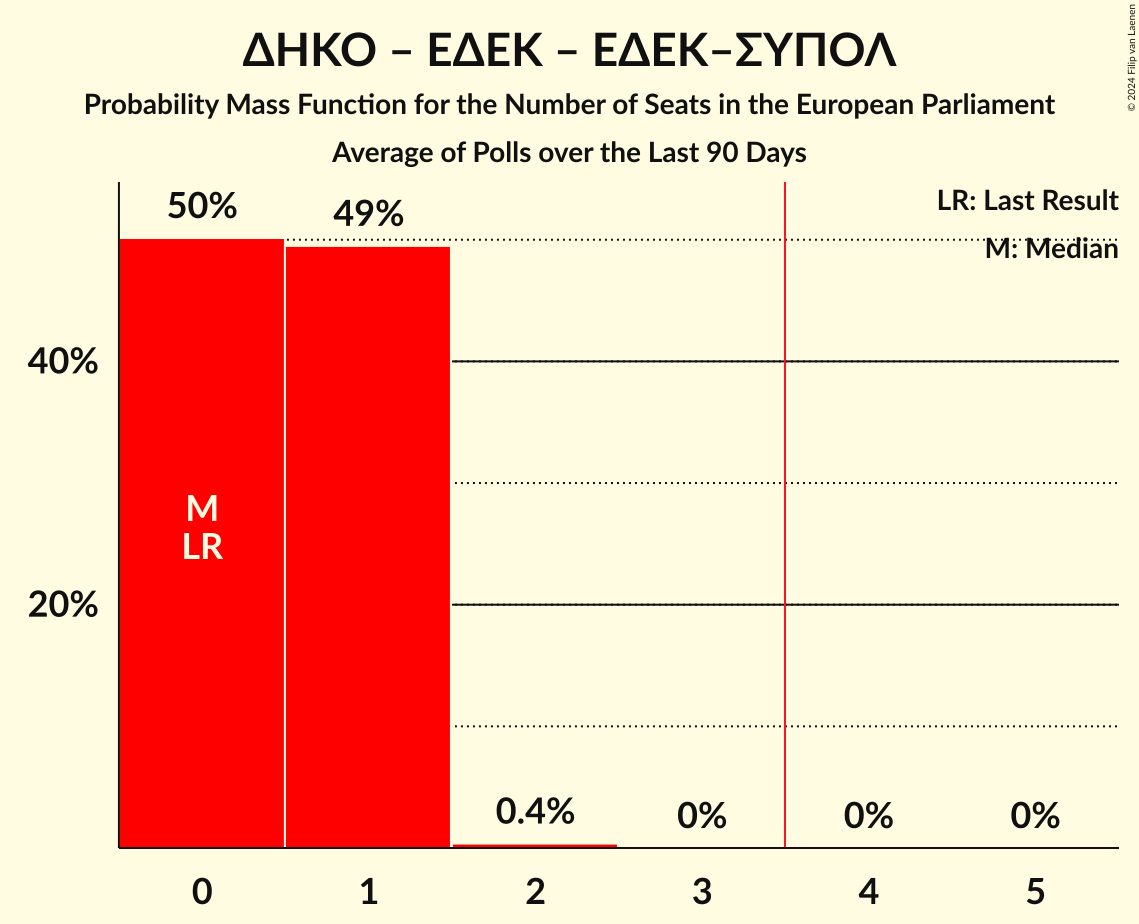 ΔΗΚΟ – ΕΔΕΚ – ΕΔΕΚ–ΣΥΠΟΛ
Probability Mass Function for the Number of Seats in the European Parliament
Average of Polls over the Last 90 Days
© 2024 Filip van Laenen
LR: Last Result
M: Median
50%
49%
40%
M
LR
20%
0.4%
0%
0%
0%
0
1
2
3
4
5